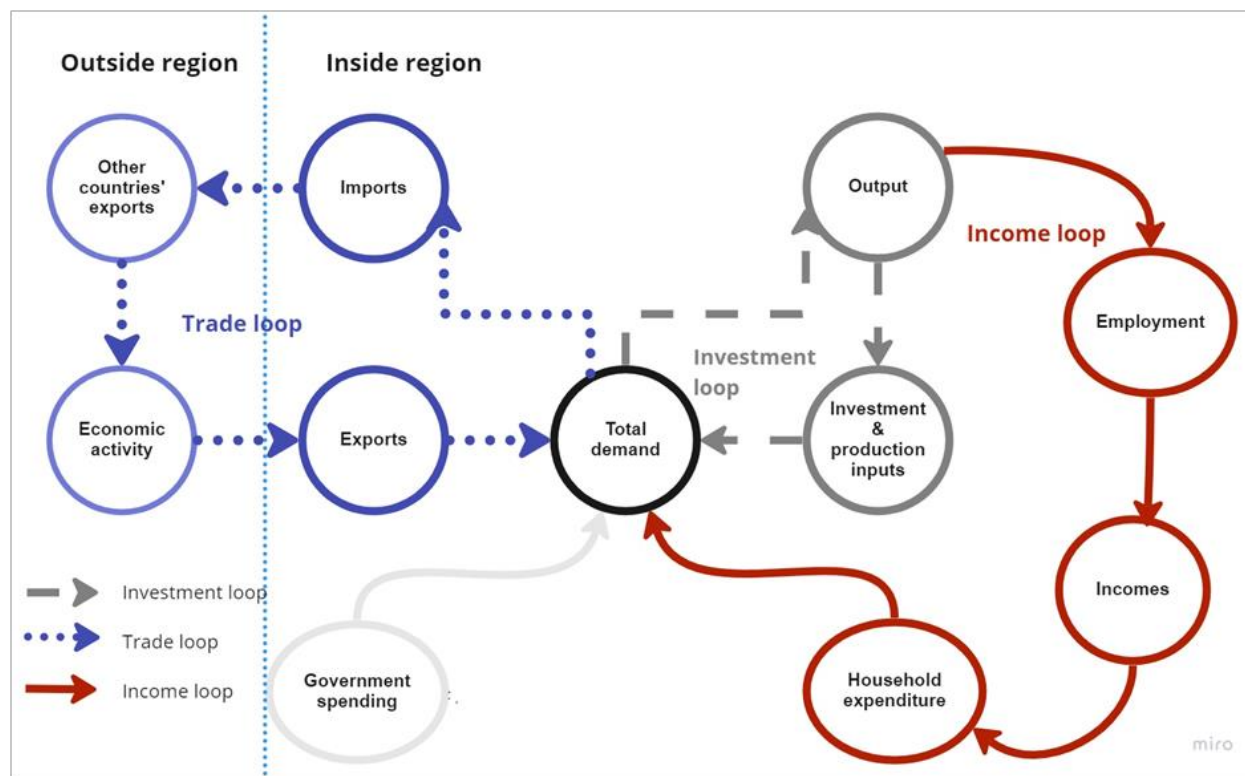 Outside region
Inside region
Other
countries'
exports
Imports
Output
Income loop
Employment
Trade loop
Investment
loop
Economic
activity
Exports
Total
demand
Investment
&
production
inputs
Investment loop
Trade loop
Income loop
Government
spending
Household
expenditure
Incomes
miro